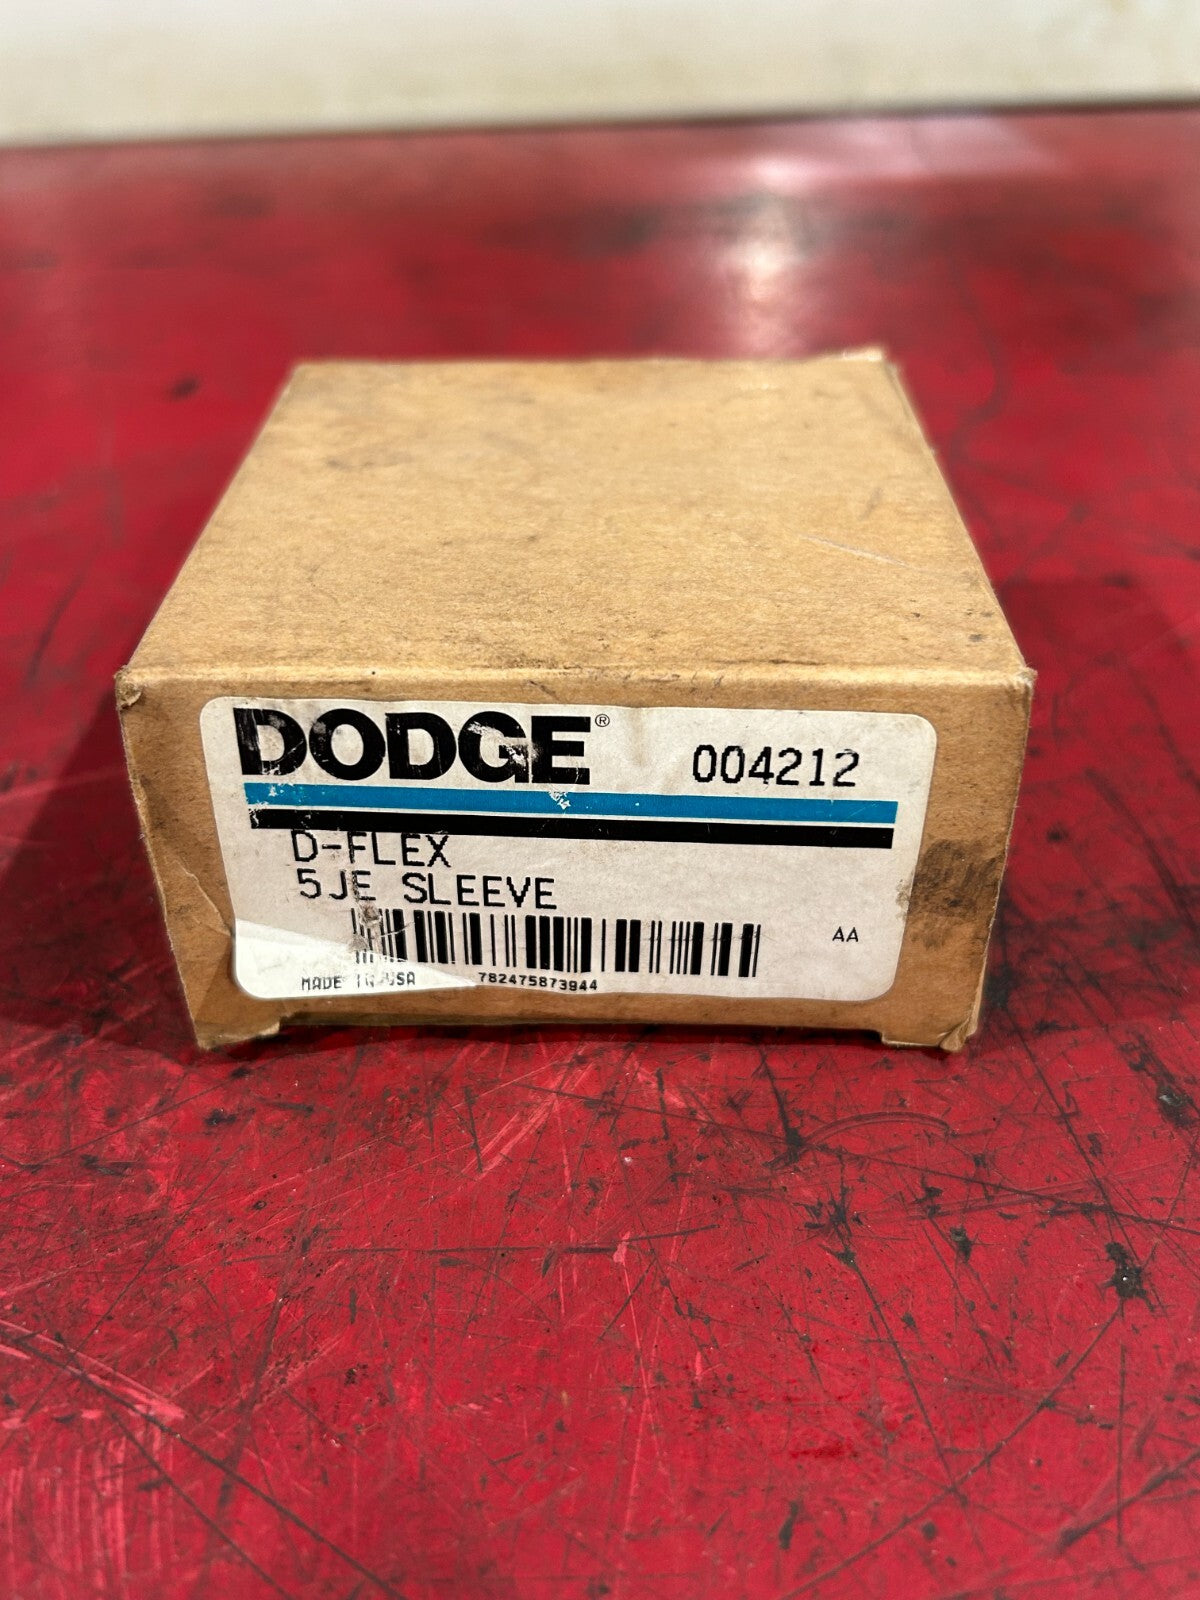 DODGE®
004212
D-FLEX
5JE SLEEVE
AA
MADE IN USA
782475873944